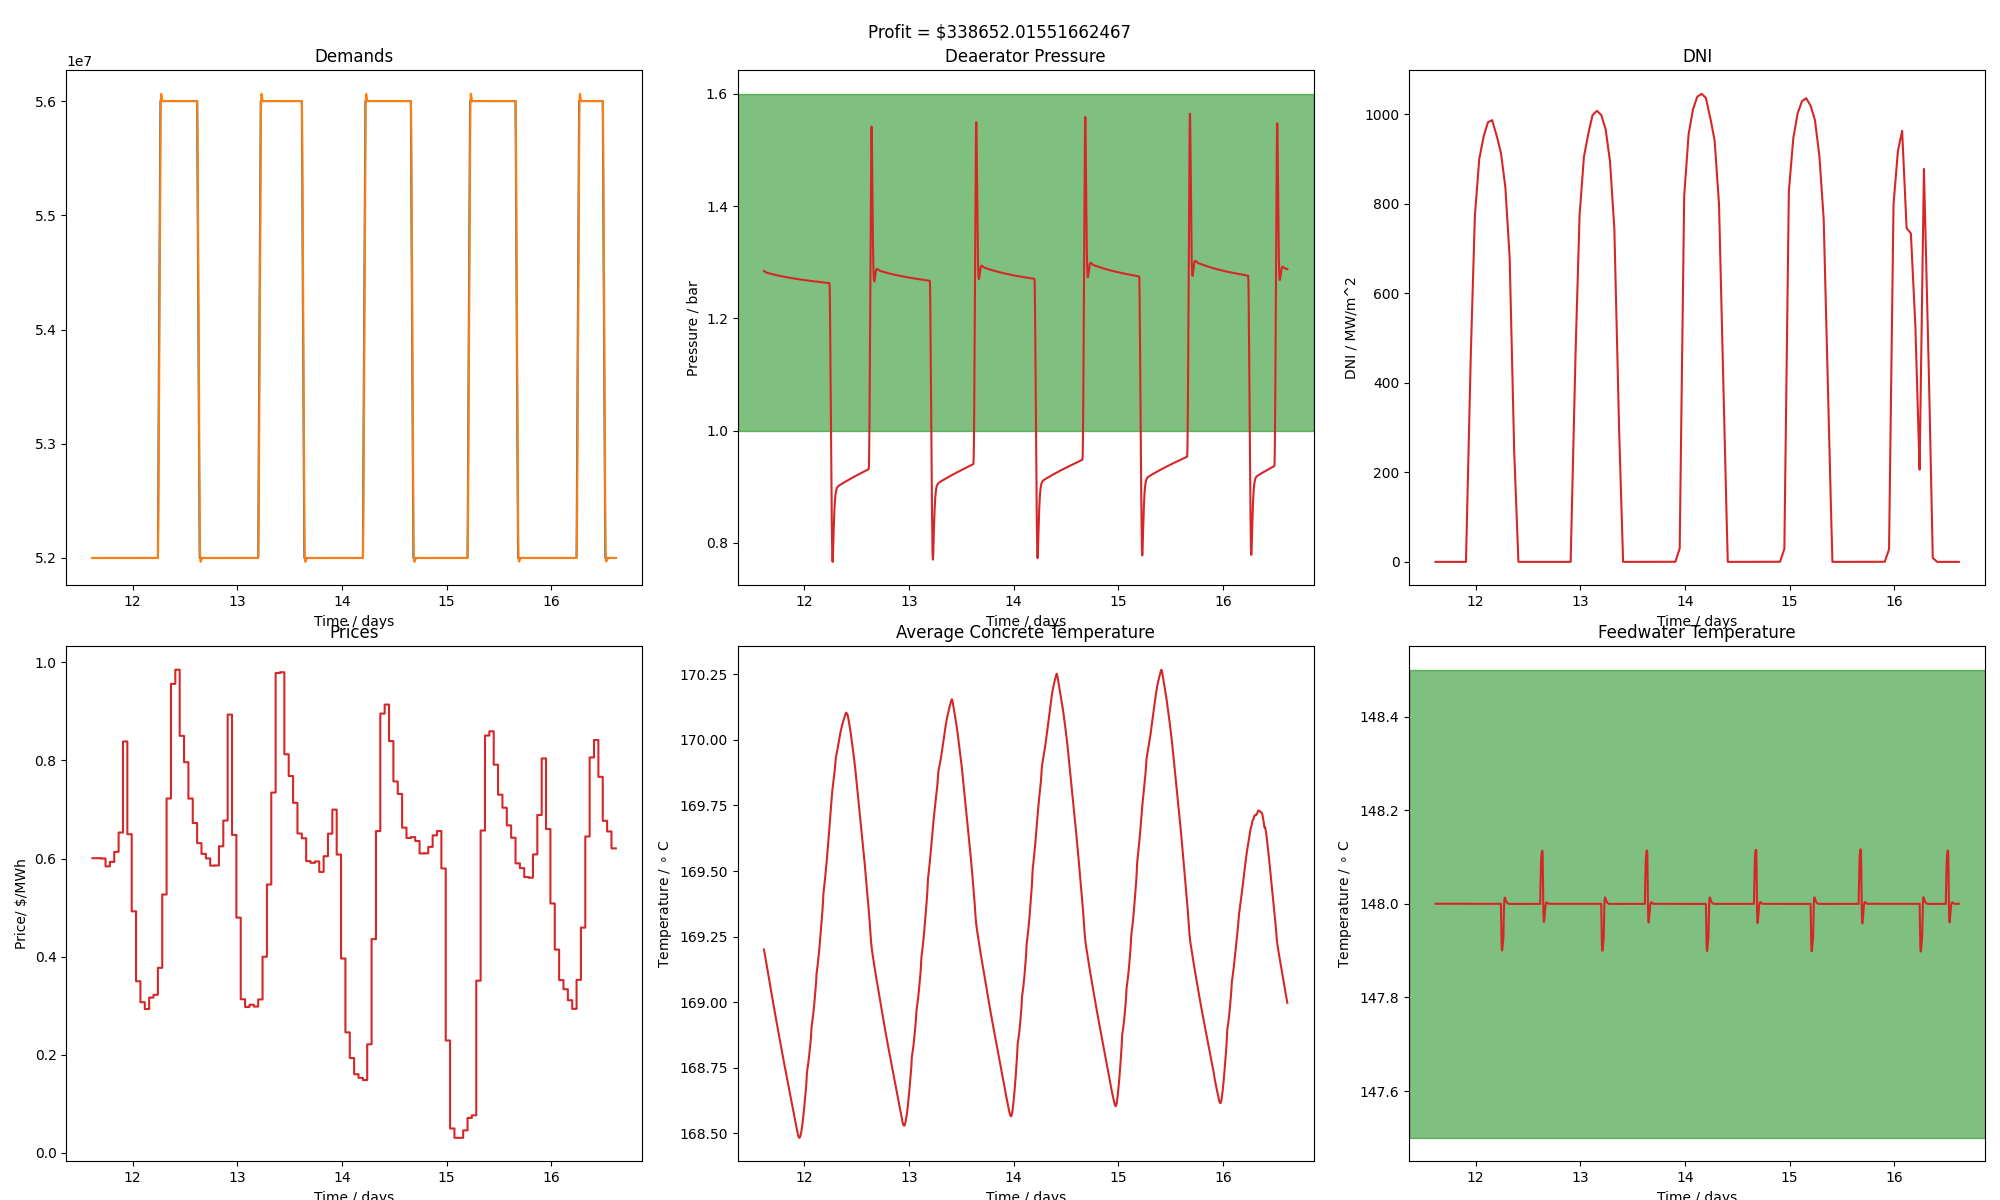 Profit = $338652.01551662467
Demands
1e7
5.6
5.5
5.4
5.3
5.2
12 13 14 15 16
Time / days
Deaerator Pressure
Pressure / bar
1.6
1.4
1.2
1.0
0.8
12 13 14 15 16
Time / days
DNI
DNI / MW/m^2
1000
800
600
400
200
0
12 13 14 15 16
Time / days
Prices
Price/ $/MWh
1.0
0.8
0.6
0.4
0.2
0.0
12 13 14 15 16
Time / days
Average Concrete Temperature
Temperature / ∘ C
170.25
170.00
169.75
169.50
169.25
169.00
168.75
168.50
12 13 14 15 16
Time / days
Feedwater Temperature
Temperature / ∘ C
148.4
148.2
148.0
147.8
147.6
12 13 14 15 16
Time / days